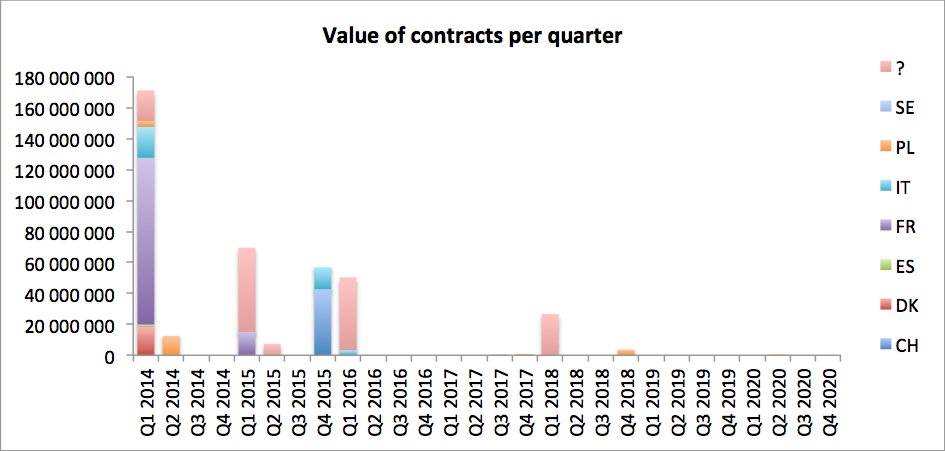 Value of contracts per quarter
180 000 000
160 000 000
140 000 000
120 000 000
100 000 000
80 000 000
60 000 000
40 000 000
20 000 000
0
Q1 2014
Q2 2014
Q3 2014
Q4 2014
Q1 2015
Q2 2015
Q3 2015
Q4 2015
Q1 2016
Q2 2016
Q3 2016
Q4 2016
Q1 2017
Q2 2017
Q3 2017
Q4 2017
Q1 2018
Q2 2018
Q3 2018
Q4 2018
Q1 2019
Q2 2019
Q3 2019
Q4 2019
Q1 2020
Q2 2020
Q3 2020
Q4 2020
?
SE
PL
IT
FR
ES
DK
CH